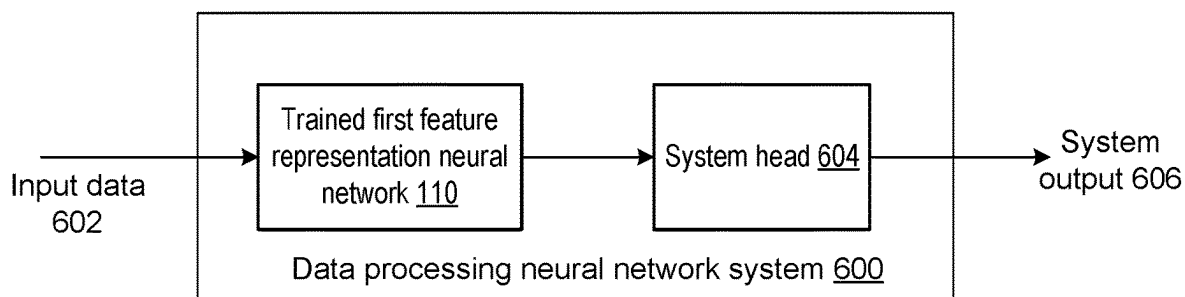 Input data
602
Trained first feature
representation neural
network 110
System head 604
System
output 606
Data processing neural network system 600